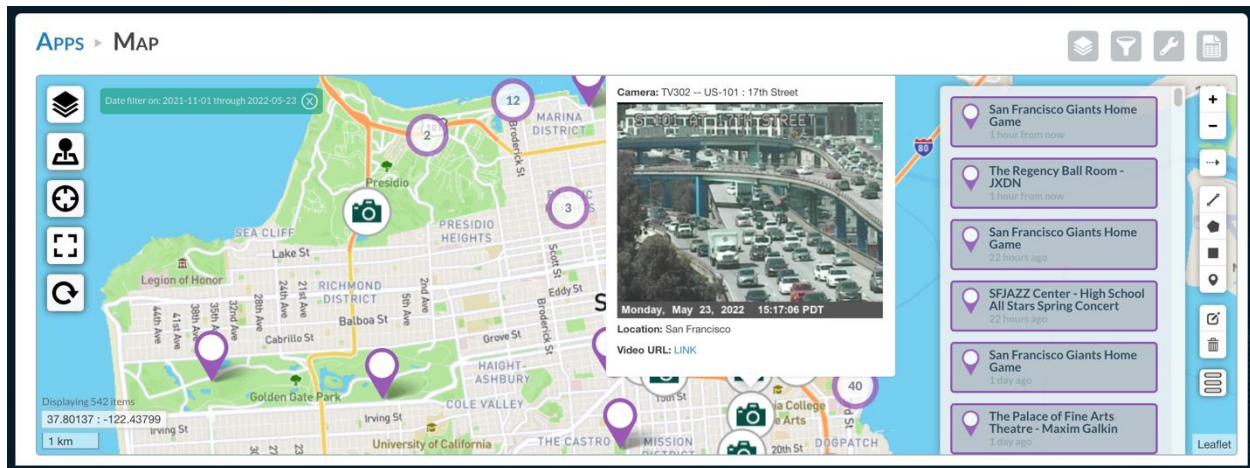 APPS ▸ MAP
Date filter on: 2021-11-01 through 2022-05-23
12
2
MARINA
DISTRICT
Broderick St
Presidio
3
SEA CLIFF
PRESIDIO
HEIGHTS
Lake St
Scott St
Legion of Honor
RICHMOND
DISTRICT
44th Ave
41st Ave
38th Ave
35th Ave
32nd Ave
28th Ave
24th Ave
21st Ave
5th Ave
2nd Ave
Balboa St
Cabrillo St
Eddy St
Broderick St
Grove St
HAIGHT-
ASHBURY
Golden Gate Park
COLE VALLEY
Irving St
Irving St
University of California
THE CASTRO
MISSION
DISTRICT
DOGPATCH
20th St
40
Displaying 542 items
37.80137 : -122.43799
1 km
Camera: TV302 -- US-101 : 17th Street
Monday, May 23, 2022 15:17:06 PDT
Location: San Francisco
Video URL: LINK
80
San Francisco Giants Home
Game
1 hour from now
The Regency Ball Room -
JXDN
1 hour from now
San Francisco Giants Home
Game
22 hours ago
SFJAZZ Center - High School
All Stars Spring Concert
22 hours ago
San Francisco Giants Home
Game
1 day ago
The Palace of Fine Arts
Theatre - Maxim Galkin
1 day ago
+
−
Leaflet